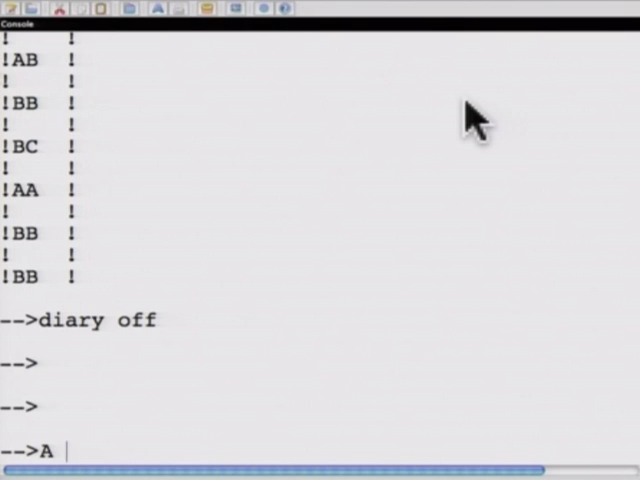 Console
!     !
!AB   !
!     !
!BB   !
!     !
!BC   !
!     !
!AA   !
!     !
!BB   !
!     !
!BB   !
-->diary off
-->
-->
-->A